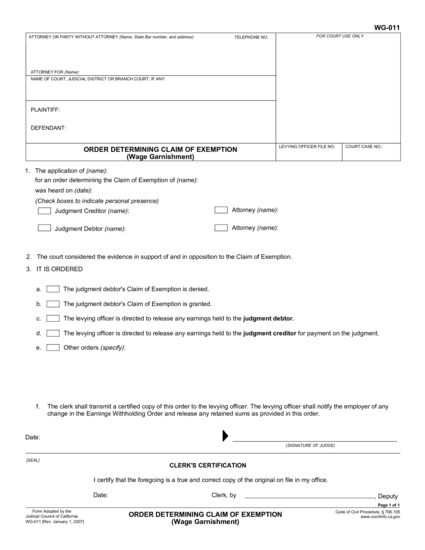 WG-011
ATTORNEY OR PARTY WITHOUT ATTORNEY (Name, State Bar number, and address):
TELEPHONE NO:
FOR COURT USE ONLY
ATTORNEY FOR (Name):
NAME OF COURT, JUDICIAL DISTRICT OR BRANCH COURT, IF ANY:
PLAINTIFF:
DEFENDANT:
ORDER DETERMINING CLAIM OF EXEMPTION
(Wage Garnishment)
LEVYING OFFICER FILE NO.:
COURT CASE NO.:
1. The application of (name):
for an order determining the Claim of Exemption of (name):
was heard on (date):
(Check boxes to indicate personal presence)
Judgment Creditor (name):
Attorney (name):
Judgment Debtor (name):
Attorney (name):
2. The court considered the evidence in support of and in opposition to the Claim of Exemption.
3. IT IS ORDERED
a. The judgment debtor's Claim of Exemption is denied.
b. The judgment debtor's Claim of Exemption is granted.
c. The levying officer is directed to release any earnings held to the judgment debtor.
d. The levying officer is directed to release any earnings held to the judgment creditor for payment on the judgment.
e. Other orders (specify):
f. The clerk shall transmit a certified copy of this order to the levying officer. The levying officer shall notify the employer of any
change in the Earnings Withholding Order and release any retained sums as provided in this order.
Date:
(SIGNATURE OF JUDGE)
(SEAL)
CLERK'S CERTIFICATION
I certify that the foregoing is a true and correct copy of the original on file in my office.
Date:
Clerk, by
, Deputy
Page 1 of 1
Form Adopted by the
Judicial Council of California
WG-011 [Rev. January 1, 2007]
ORDER DETERMINING CLAIM OF EXEMPTION
(Wage Garnishment)
Code of Civil Procedure, § 706.105
www.courtinfo.ca.gov